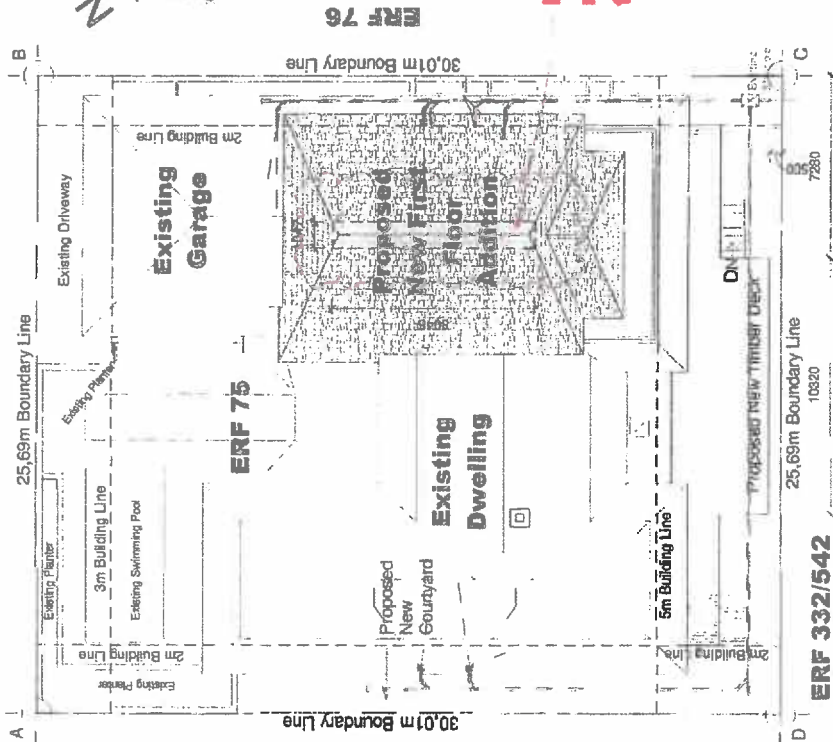 N
ERF 76
B
25,69m Boundary Line
Existing Driveway
2m Building Line
30,01m Boundary Line
Existing
Garage
Existing Planter
Existing Planter
3m Building Line
Existing Swimming Pool
2m Building Line
Existing Planter
A
ERF 75
Proposed
New First
Floor
Addition
Existing
Dwelling
Proposed
New
Courtyard
30,01m Boundary Line
5m Building Line
2m Building Line
DN
Proposed New Timber Deck
C
7280
10320
25,69m Boundary Line
D
ERF 332/542